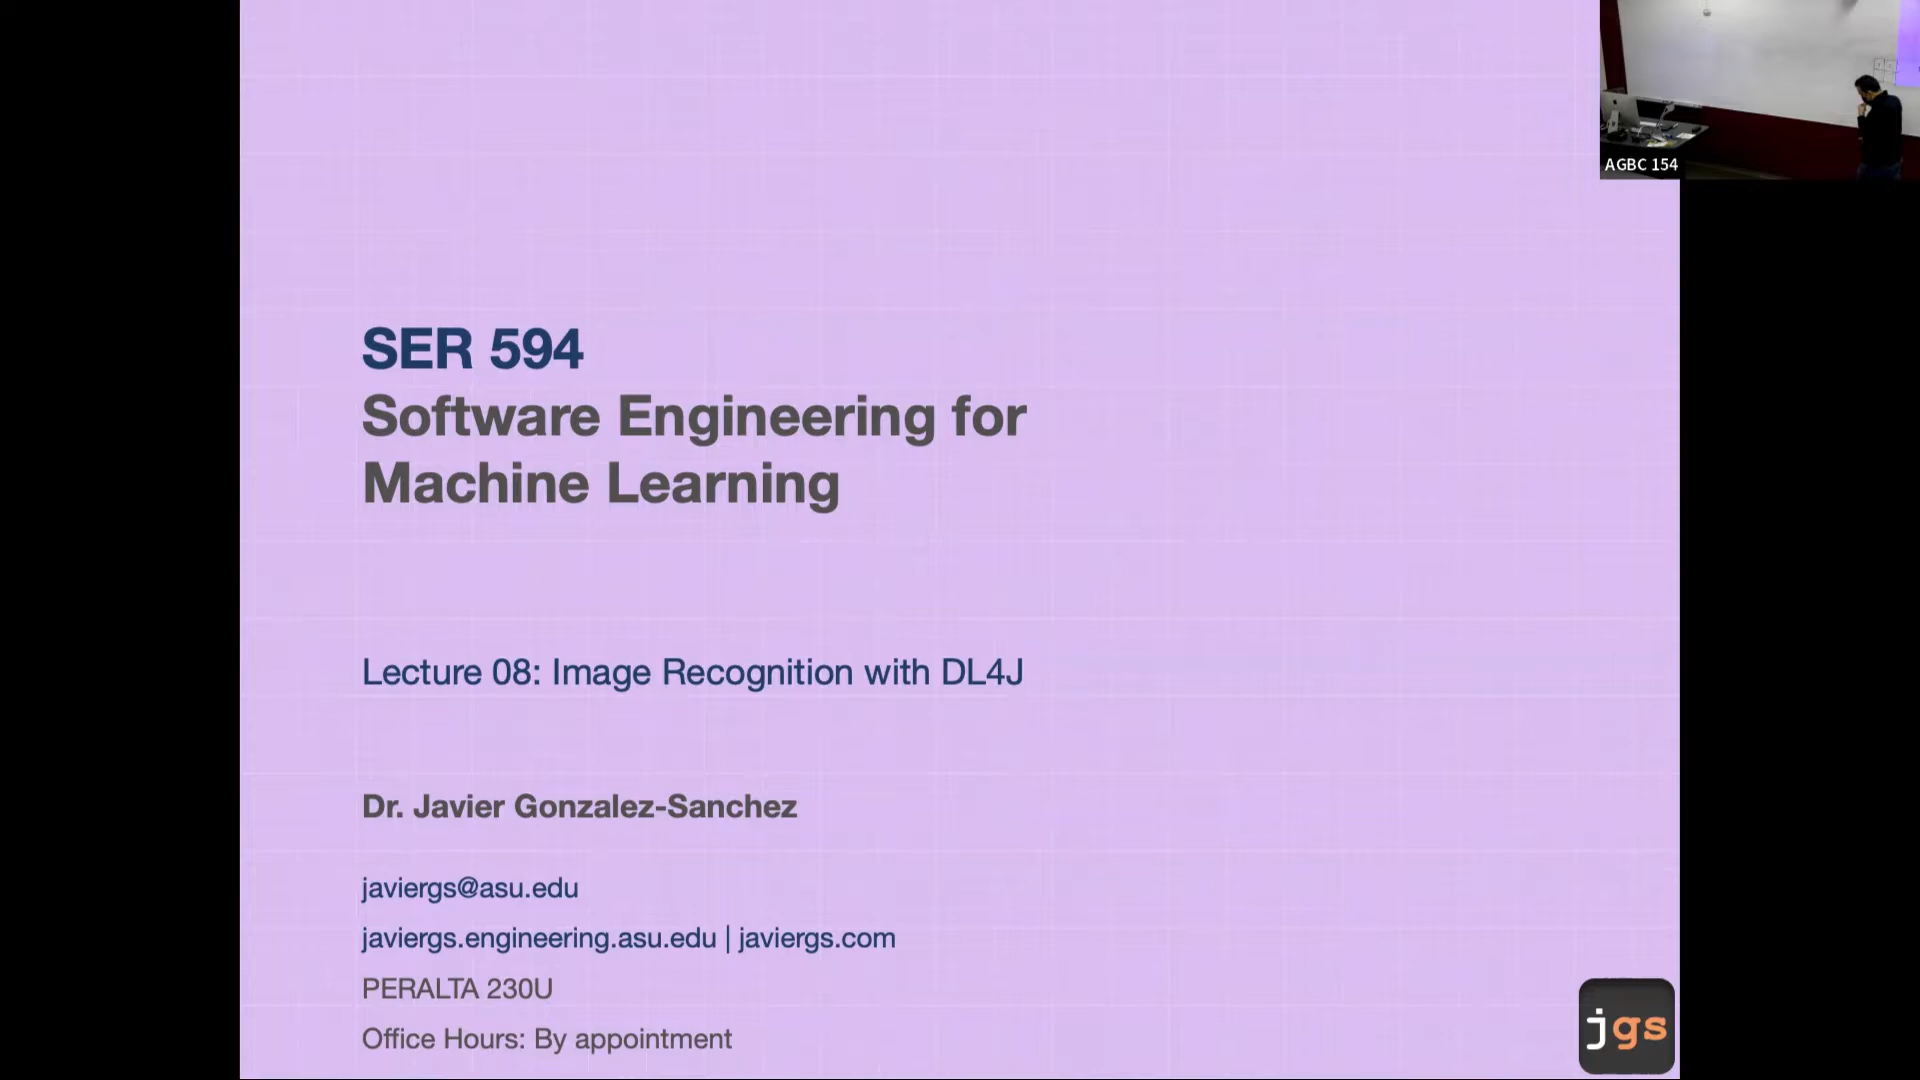 SER 594
Software Engineering for
Machine Learning
Lecture 08: Image Recognition with DL4J
Dr. Javier Gonzalez-Sanchez
javiergs@asu.edu
javiergs.engineering.asu.edu | javiergs.com
PERALTA 230U
Office Hours: By appointment
jgs
AGBC 154